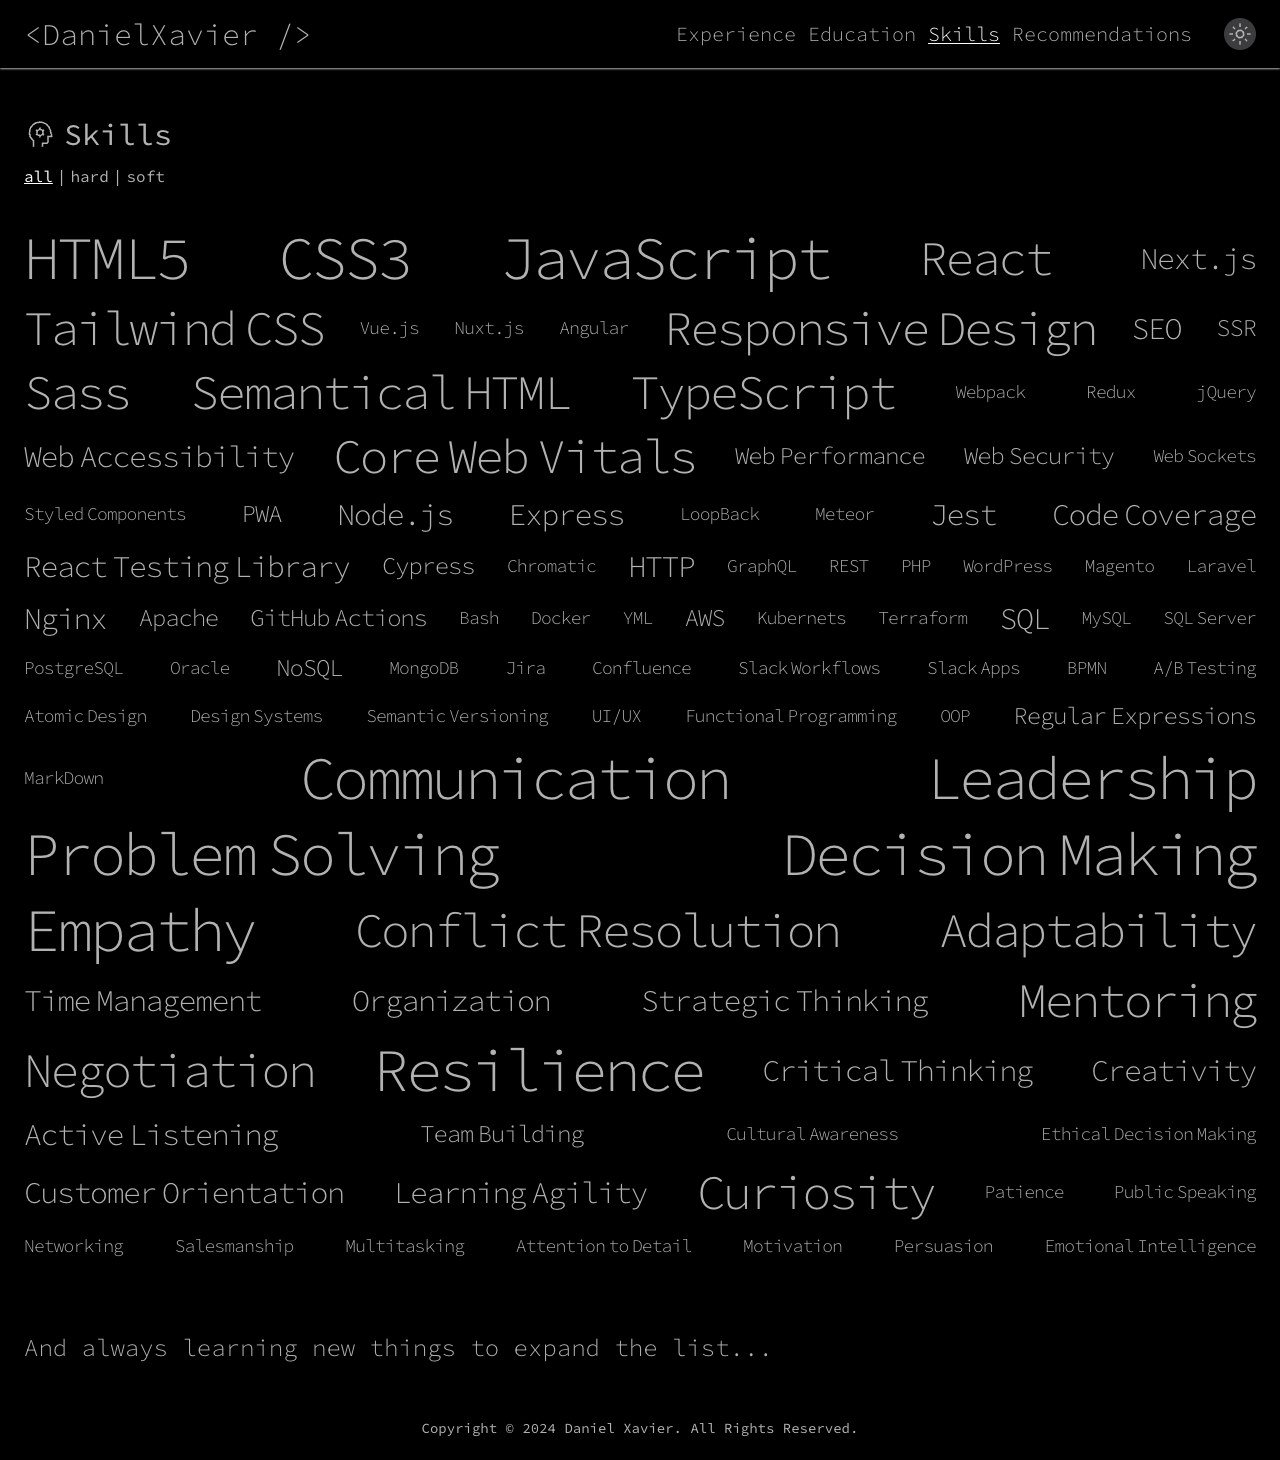 <DanielXavier />
Experience Education Skills Recommendations
Skills
all | hard | soft
HTML5 CSS3 JavaScript React Next.js
Tailwind CSS Vue.js Nuxt.js Angular Responsive Design SEO SSR
Sass Semantical HTML TypeScript Webpack Redux jQuery
Web Accessibility Core Web Vitals Web Performance Web Security Web Sockets
Styled Components PWA Node.js Express LoopBack Meteor Jest Code Coverage
React Testing Library Cypress Chromatic HTTP GraphQL REST PHP WordPress Magento Laravel
Nginx Apache GitHub Actions Bash Docker YML AWS Kubernets Terraform SQL MySQL SQL Server
PostgreSQL Oracle NoSQL MongoDB Jira Confluence Slack Workflows Slack Apps BPMN A/B Testing
Atomic Design Design Systems Semantic Versioning UI/UX Functional Programming OOP Regular Expressions
MarkDown Communication Leadership
Problem Solving Decision Making
Empathy Conflict Resolution Adaptability
Time Management Organization Strategic Thinking Mentoring
Negotiation Resilience Critical Thinking Creativity
Active Listening Team Building Cultural Awareness Ethical Decision Making
Customer Orientation Learning Agility Curiosity Patience Public Speaking
Networking Salesmanship Multitasking Attention to Detail Motivation Persuasion Emotional Intelligence
And always learning new things to expand the list...
Copyright © 2024 Daniel Xavier. All Rights Reserved.